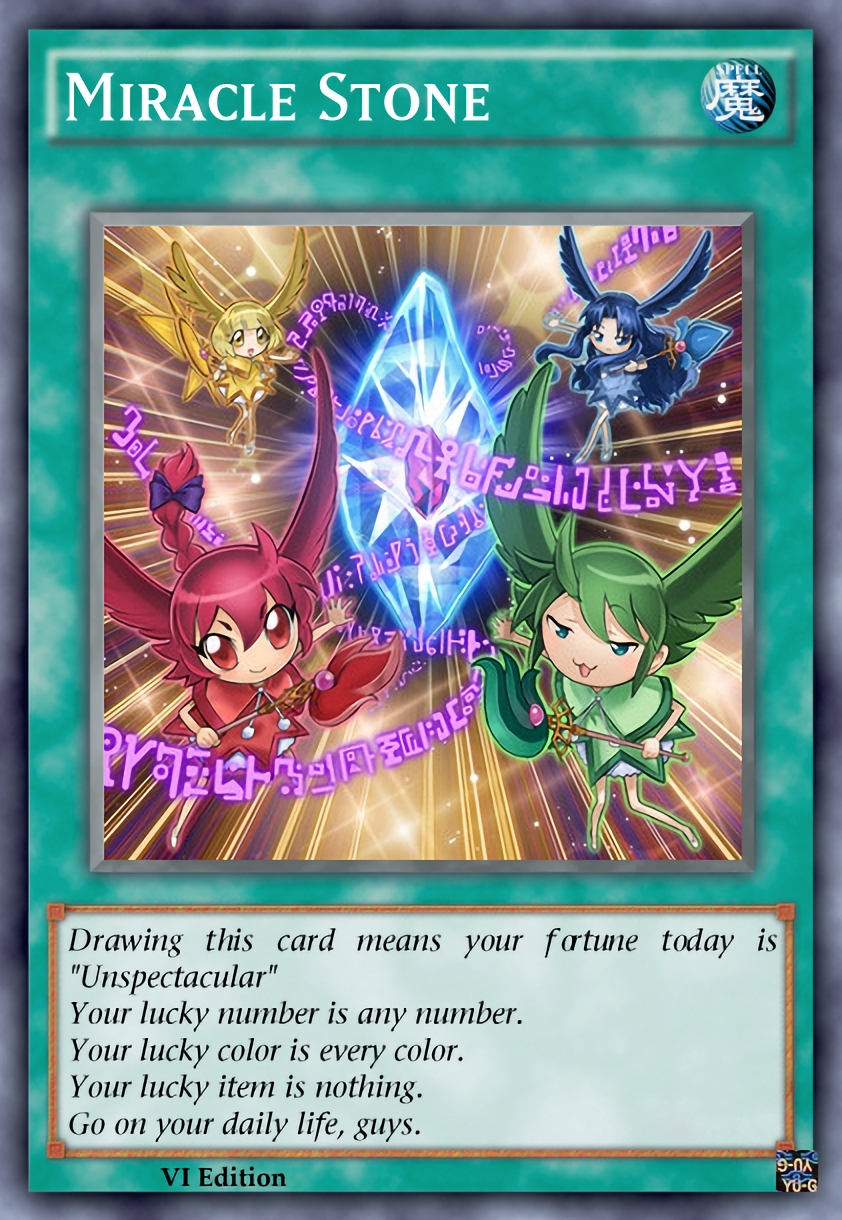 Miracle Stone
SPELL
魔
Drawing this card means your fortune today is
"Unspectacular"
Your lucky number is any number.
Your lucky color is every color.
Your lucky item is nothing.
Go on your daily life, guys.
VI Edition
YU-G
YU-G